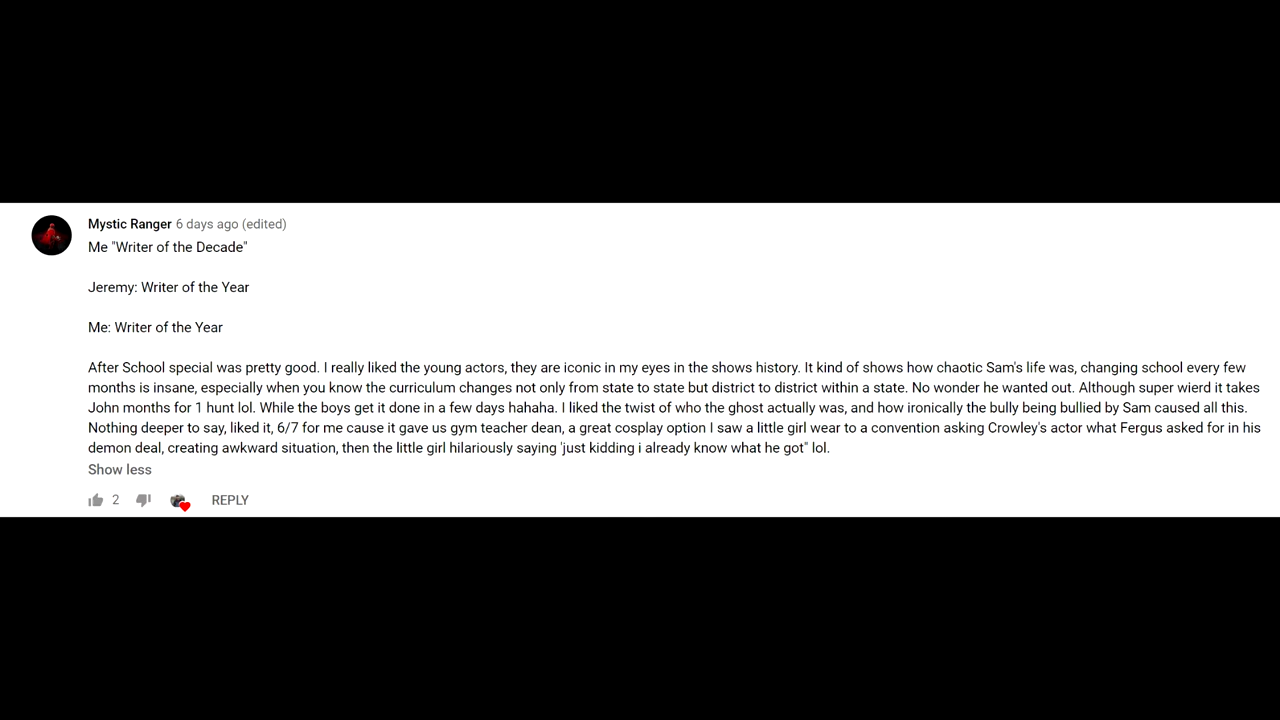 Mystic Ranger 6 days ago (edited)
Me "Writer of the Decade"
Jeremy: Writer of the Year
Me: Writer of the Year
After School special was pretty good. I really liked the young actors, they are iconic in my eyes in the shows history. It kind of shows how chaotic Sam's life was, changing school every few
months is insane, especially when you know the curriculum changes not only from state to state but district to district within a state. No wonder he wanted out. Although super wierd it takes
John months for 1 hunt lol. While the boys get it done in a few days hahaha. I liked the twist of who the ghost actually was, and how ironically the bully being bullied by Sam caused all this.
Nothing deeper to say, liked it, 6/7 for me cause it gave us gym teacher dean, a great cosplay option I saw a little girl wear to a convention asking Crowley's actor what Fergus asked for in his
demon deal, creating awkward situation, then the little girl hilariously saying 'just kidding i already know what he got" lol.
Show less
2 REPLY